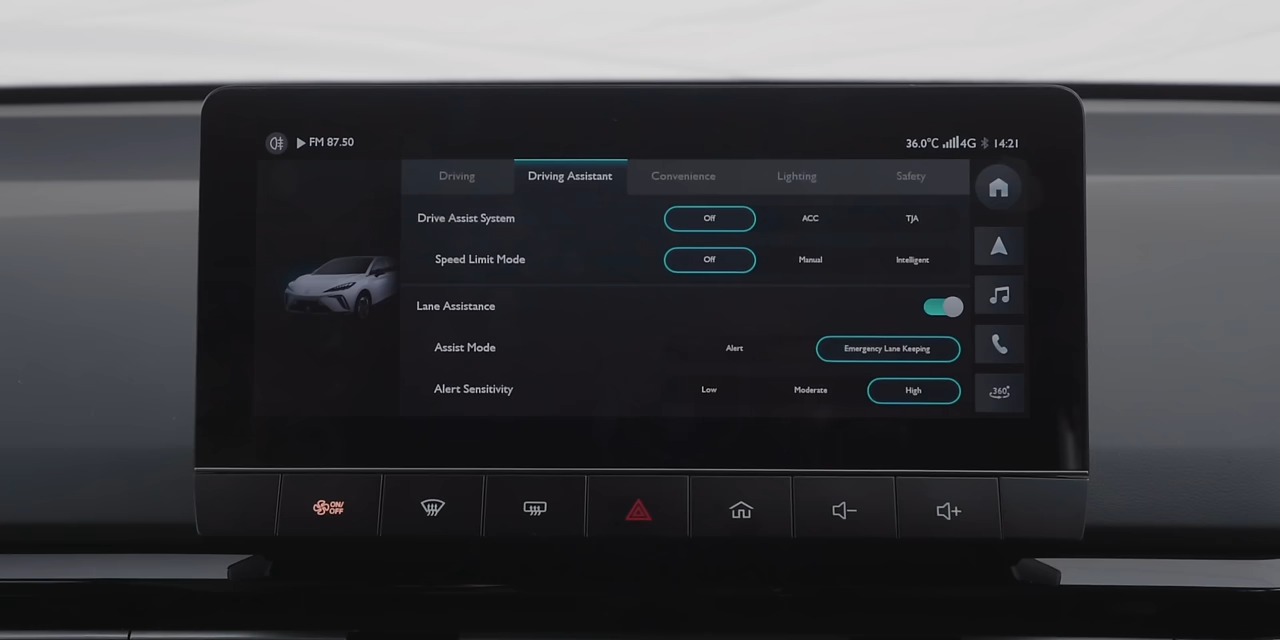 FM 87.50 36.0°C 4G 14:21
Driving Driving Assistant Convenience Lighting Safety
Drive Assist System Off ACC TJA
Speed Limit Mode Off Manual Intelligent
Lane Assistance
Assist Mode Alert Emergency Lane Keeping
Alert Sensitivity Low Moderate High
360°
ON/
OFF